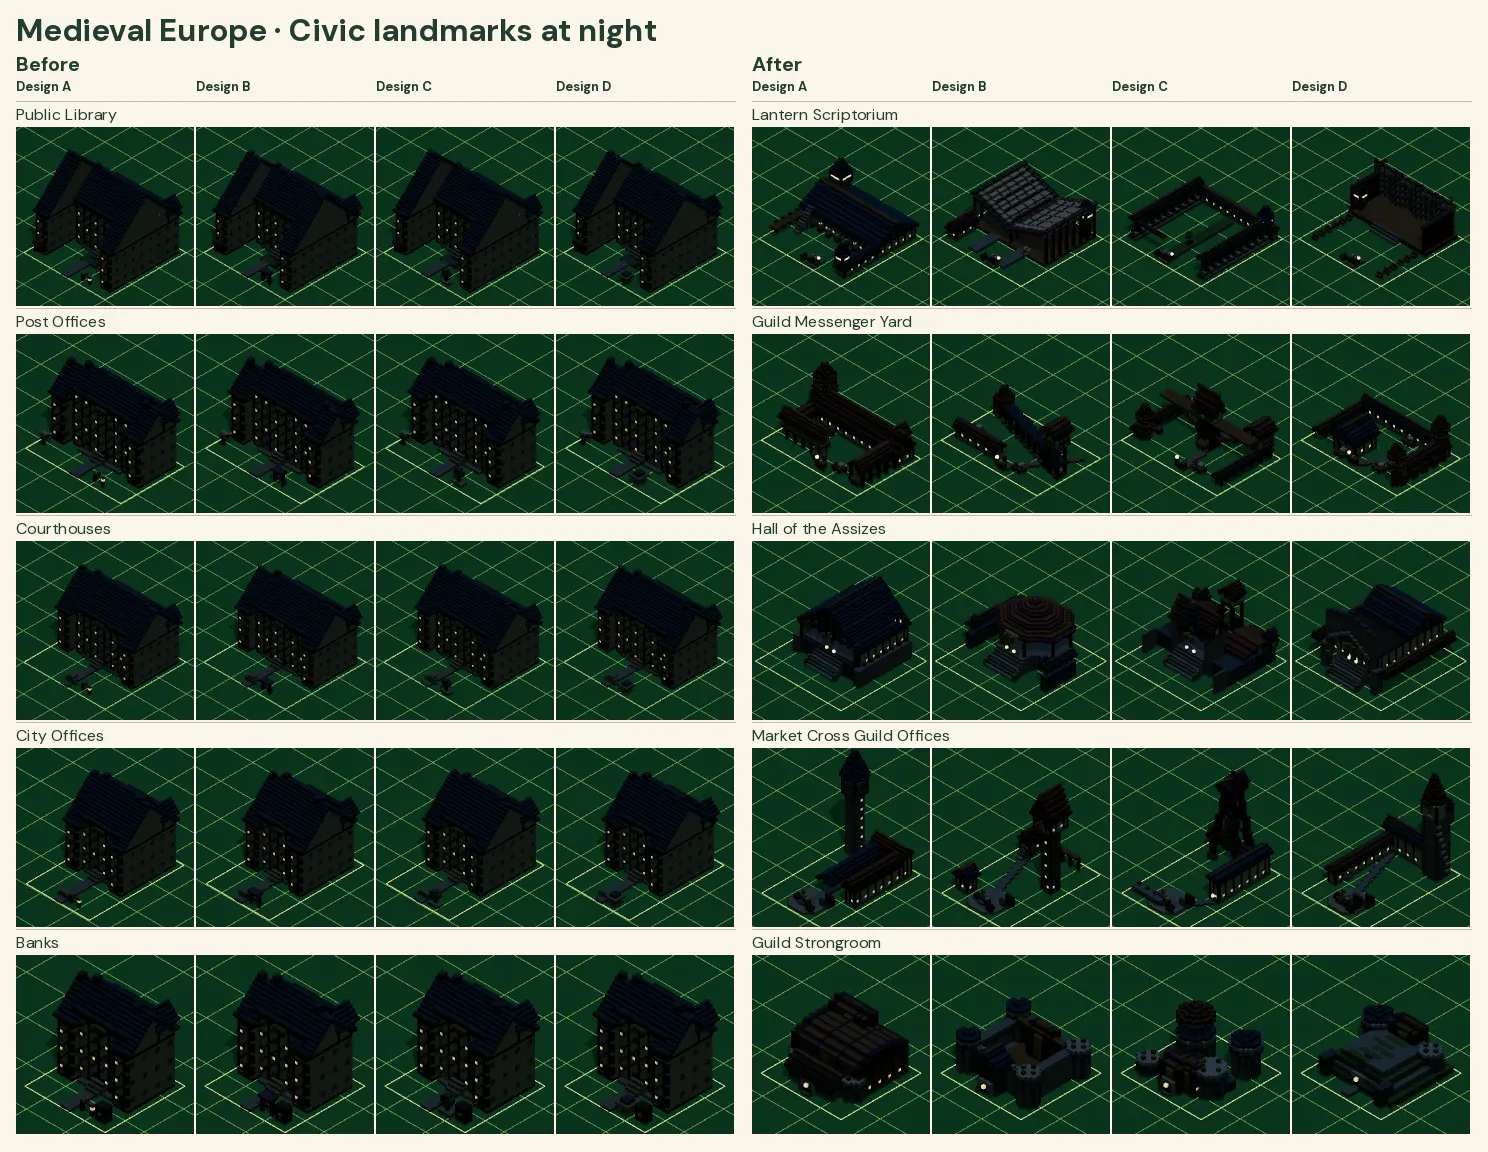 Medieval Europe · Civic landmarks at night
Before
Design A Design B Design C Design D
After
Design A Design B Design C Design D
Public Library
Lantern Scriptorium
Post Offices
Guild Messenger Yard
Courthouses
Hall of the Assizes
City Offices
Market Cross Guild Offices
Banks
Guild Strongroom